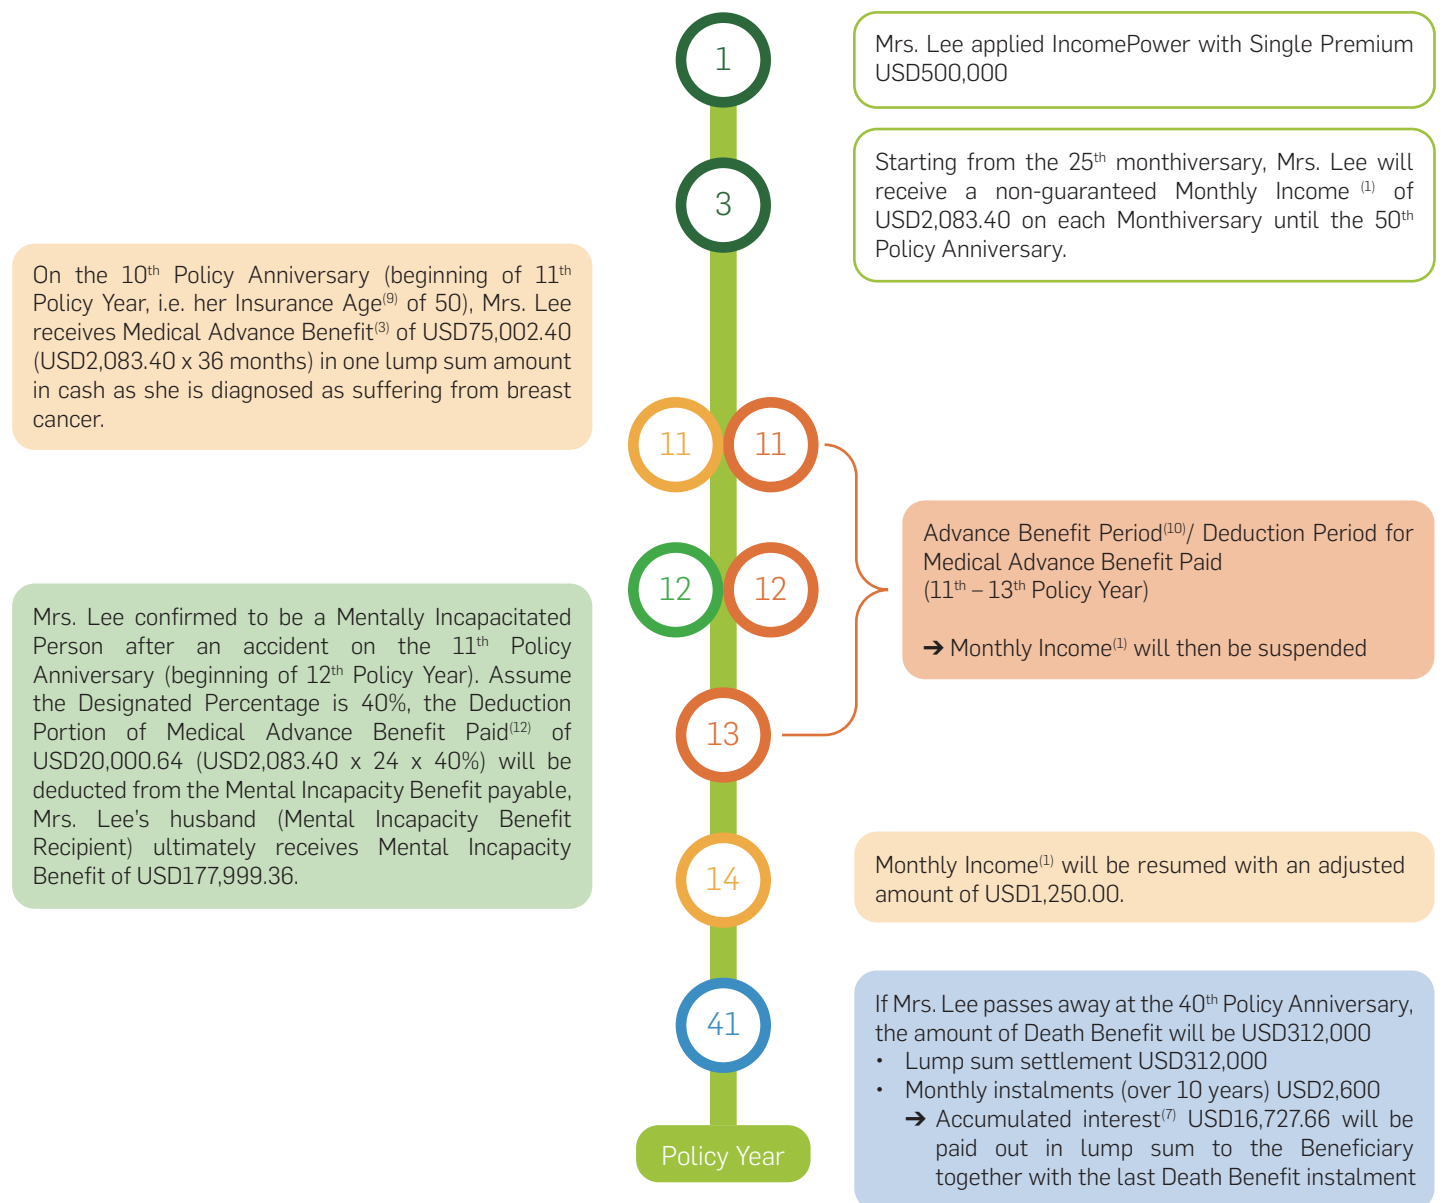 1
Mrs. Lee applied IncomePower with Single Premium
USD500,000
3
Starting from the 25th monthiversary, Mrs. Lee will
receive a non-guaranteed Monthly Income (1) of
USD2,083.40 on each Monthiversary until the 50th
Policy Anniversary.
On the 10th Policy Anniversary (beginning of 11th
Policy Year, i.e. her Insurance Age(9) of 50), Mrs. Lee
receives Medical Advance Benefit(3) of USD75,002.40
(USD2,083.40 x 36 months) in one lump sum amount
in cash as she is diagnosed as suffering from breast
cancer.
11
11
Advance Benefit Period(10)/ Deduction Period for
Medical Advance Benefit Paid
(11th – 13th Policy Year)
➔ Monthly Income(1) will then be suspended
12
12
Mrs. Lee confirmed to be a Mentally Incapacitated
Person after an accident on the 11th Policy
Anniversary (beginning of 12th Policy Year). Assume
the Designated Percentage is 40%, the Deduction
Portion of Medical Advance Benefit Paid(12) of
USD20,000.64 (USD2,083.40 x 24 x 40%) will be
deducted from the Mental Incapacity Benefit payable,
Mrs. Lee's husband (Mental Incapacity Benefit
Recipient) ultimately receives Mental Incapacity
Benefit of USD177,999.36.
13
14
Monthly Income(1) will be resumed with an adjusted
amount of USD1,250.00.
41
If Mrs. Lee passes away at the 40th Policy Anniversary,
the amount of Death Benefit will be USD312,000
• Lump sum settlement USD312,000
• Monthly instalments (over 10 years) USD2,600
➔ Accumulated interest(7) USD16,727.66 will be
paid out in lump sum to the Beneficiary
together with the last Death Benefit instalment
Policy Year